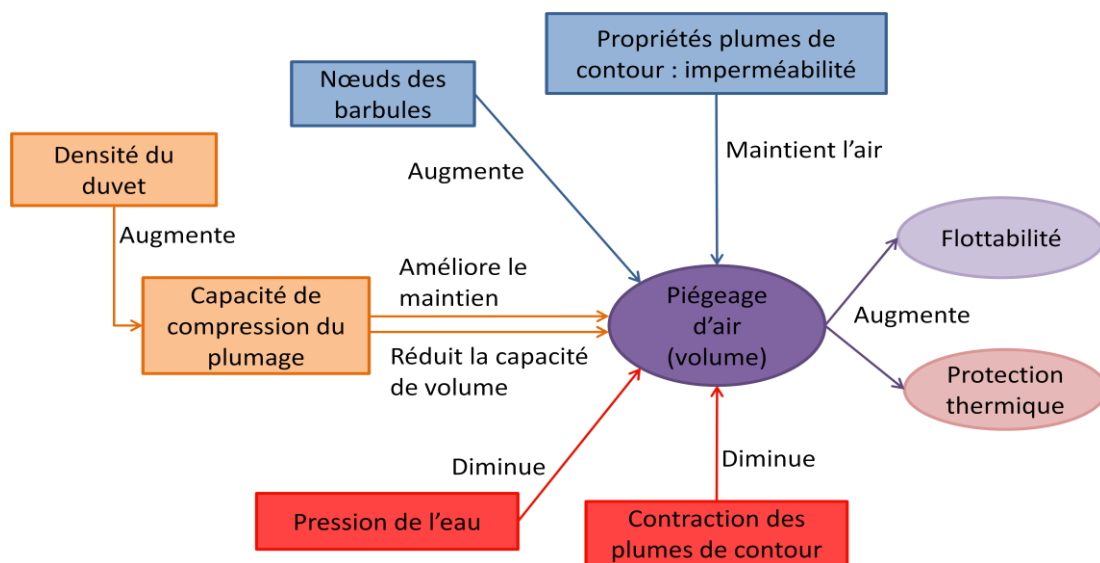 Propriétés plumes de
contour : imperméabilité
Nœuds des
barbules
Densité du
duvet
Augmente
Maintient l’air
Augmente
Flottabilité
Améliore le
maintien
Capacité de
compression du
plumage
Piégeage
d’air
(volume)
Augmente
Réduit la capacité
de volume
Protection
thermique
Diminue
Diminue
Pression de l’eau
Contraction des
plumes de contour